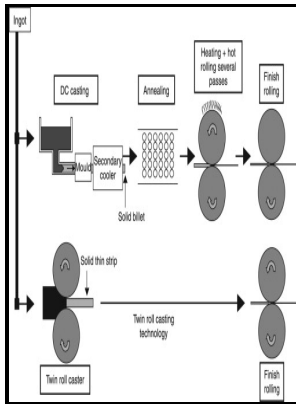 Ingot
DC casting
Annealing
Heating + hot
rolling several
passes
Finish
rolling
Mould
Secondary
cooler
Solid billet
Solid thin strip
Twin roll casting
technology
Twin roll caster
Finish
rolling